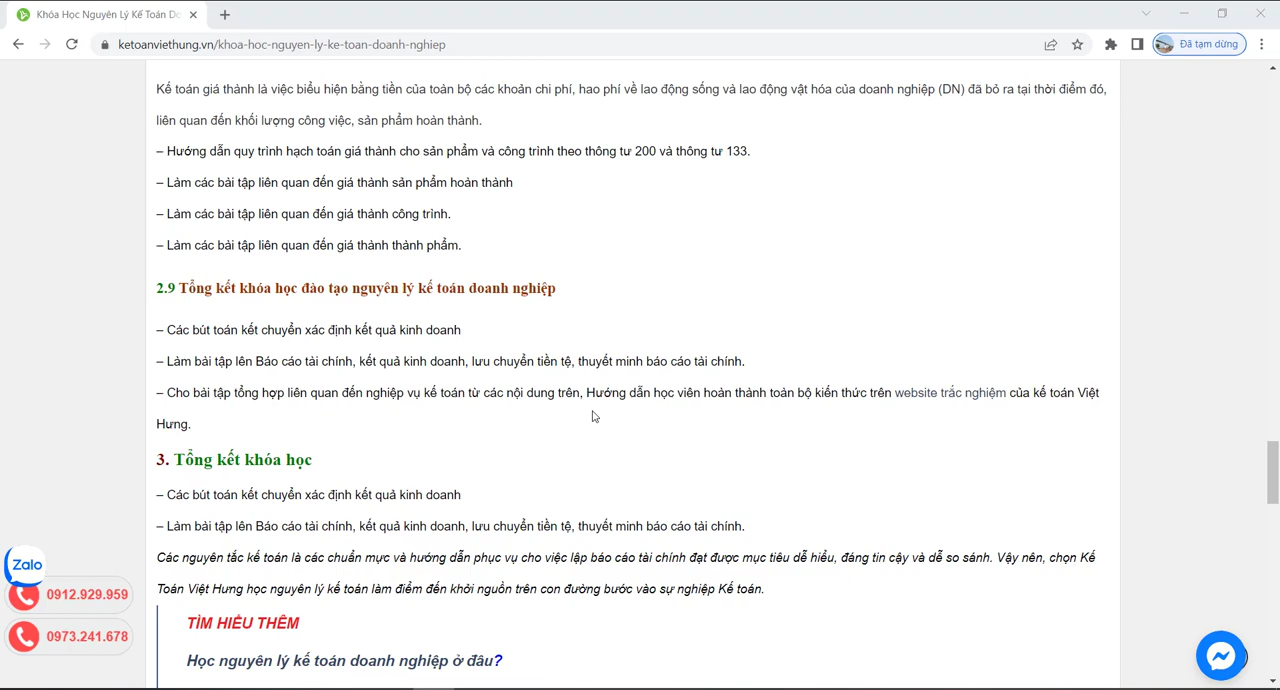 Khóa Học Nguyên Lý Kế Toán Do
ketoanviethung.vn/khoa-hoc-nguyen-ly-ke-toan-doanh-nghiep
Đã tạm dừng
Kế toán giá thành là việc biểu hiện bằng tiền của toàn bộ các khoản chi phí, hao phí về lao động sống và lao động vật hóa của doanh nghiệp (DN) đã bỏ ra tại thời điểm đó,
liên quan đến khối lượng công việc, sản phẩm hoàn thành.
– Hướng dẫn quy trình hạch toán giá thành cho sản phẩm và công trình theo thông tư 200 và thông tư 133.
– Làm các bài tập liên quan đến giá thành sản phẩm hoàn thành
– Làm các bài tập liên quan đến giá thành công trình.
– Làm các bài tập liên quan đến giá thành thành phẩm.
2.9 Tổng kết khóa học đào tạo nguyên lý kế toán doanh nghiệp
– Các bút toán kết chuyển xác định kết quả kinh doanh
– Làm bài tập lên Báo cáo tài chính, kết quả kinh doanh, lưu chuyển tiền tệ, thuyết minh báo cáo tài chính.
– Cho bài tập tổng hợp liên quan đến nghiệp vụ kế toán từ các nội dung trên, Hướng dẫn học viên hoàn thành toàn bộ kiến thức trên website trắc nghiệm của kế toán Việt
Hưng.
3. Tổng kết khóa học
– Các bút toán kết chuyển xác định kết quả kinh doanh
– Làm bài tập lên Báo cáo tài chính, kết quả kinh doanh, lưu chuyển tiền tệ, thuyết minh báo cáo tài chính.
Các nguyên tắc kế toán là các chuẩn mực và hướng dẫn phục vụ cho việc lập báo cáo tài chính đạt được mục tiêu dễ hiểu, đáng tin cậy và dễ so sánh. Vậy nên, chọn Kế
Toán Việt Hưng học nguyên lý kế toán làm điểm đến khởi nguồn trên con đường bước vào sự nghiệp Kế toán.
Zalo
0912.929.959
0973.241.678
TÌM HIỂU THÊM
Học nguyên lý kế toán doanh nghiệp ở đâu?